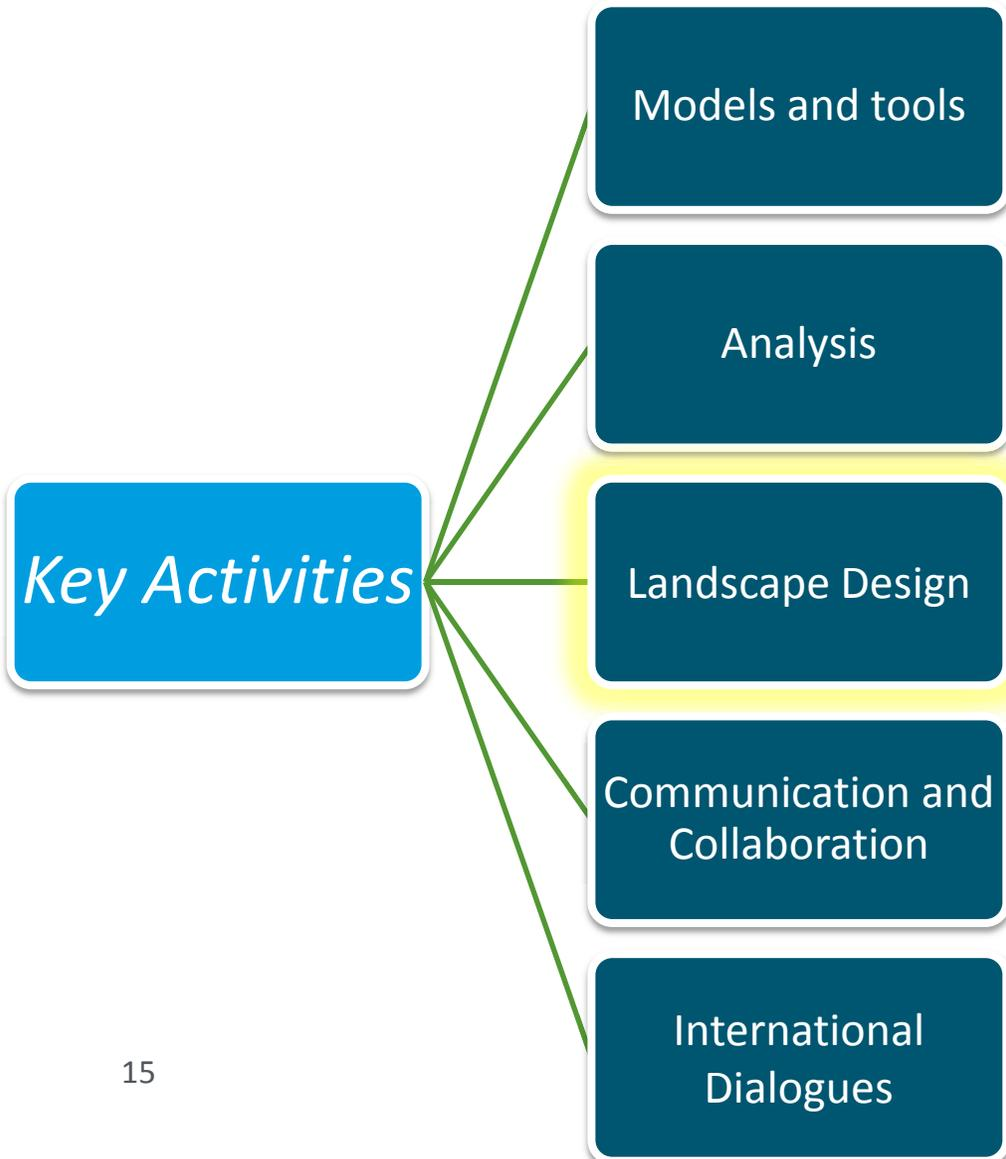 Models and tools
Analysis
Key Activities
Landscape Design
Communication and
Collaboration
International
Dialogues
15